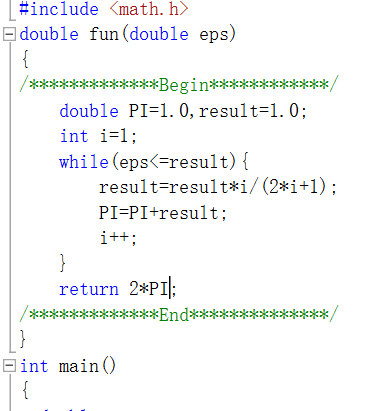 #include <math.h>
double fun(double eps)
{
/*************Begin************/
double PI=1.0,result=1.0;
int i=1;
while(eps<=result){
result=result*i/(2*i+1);
PI=PI+result;
i++;
}
return 2*PI;
/*************End**************/
}
int main()
{